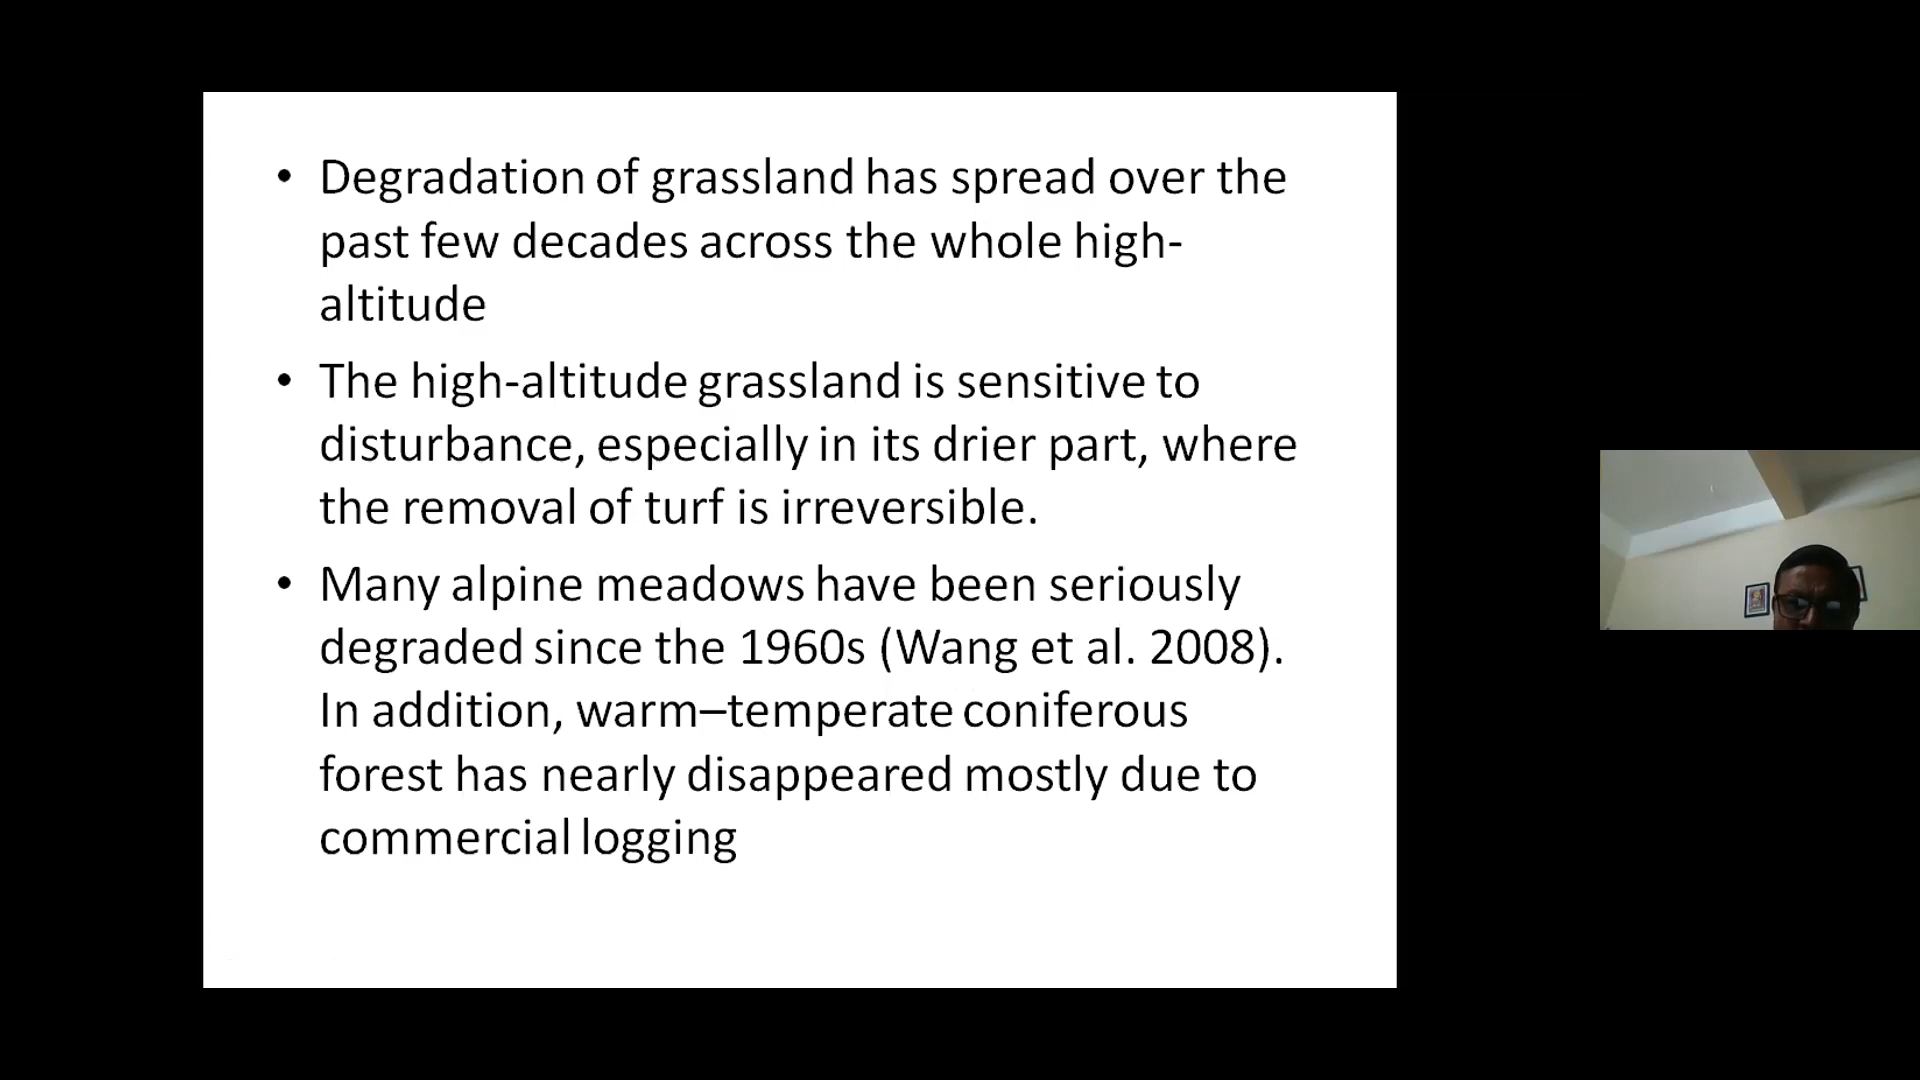 • Degradation of grassland has spread over the
past few decades across the whole high-
altitude
• The high-altitude grassland is sensitive to
disturbance, especially in its drier part, where
the removal of turf is irreversible.
• Many alpine meadows have been seriously
degraded since the 1960s (Wang et al. 2008).
In addition, warm–temperate coniferous
forest has nearly disappeared mostly due to
commercial logging